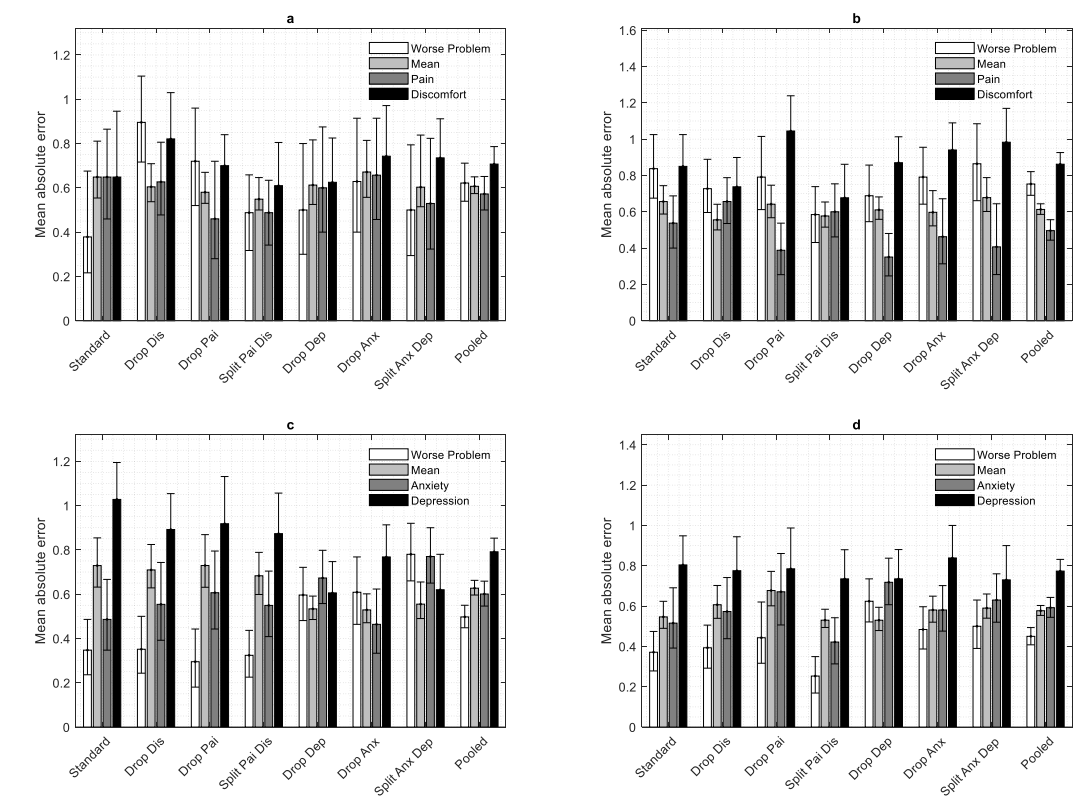 a
Mean absolute error
1.2
1
0.8
0.6
0.4
0.2
0
Worse Problem
Mean
Pain
Discomfort
Standard
Drop Dis
Drop Pai
Split Pai Dis
Drop Dep
Drop Anx
Split Anx Dep
Pooled
b
Mean absolute error
1.6
1.4
1.2
1
0.8
0.6
0.4
0.2
0
Worse Problem
Mean
Pain
Discomfort
Standard
Drop Dis
Drop Pai
Split Pai Dis
Drop Dep
Drop Anx
Split Anx Dep
Pooled
c
Mean absolute error
1.2
1
0.8
0.6
0.4
0.2
0
Worse Problem
Mean
Anxiety
Depression
Standard
Drop Dis
Drop Pai
Split Pai Dis
Drop Dep
Drop Anx
Split Anx Dep
Pooled
d
Mean absolute error
1.4
1.2
1
0.8
0.6
0.4
0.2
0
Worse Problem
Mean
Anxiety
Depression
Standard
Drop Dis
Drop Pai
Split Pai Dis
Drop Dep
Drop Anx
Split Anx Dep
Pooled